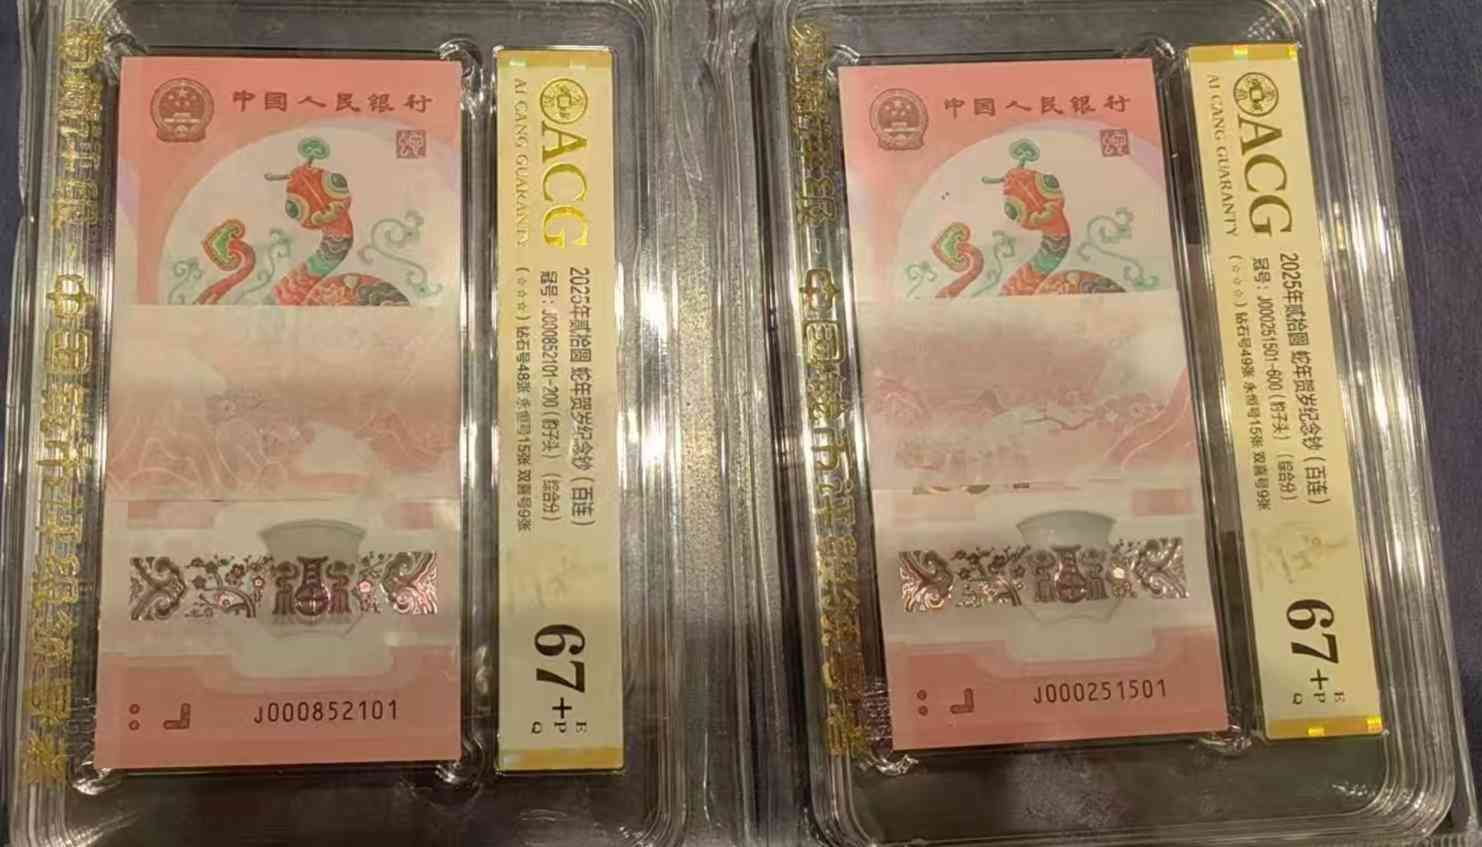 中国人民银行
J000852101
ACG
AI CANG GUARANTY
2025年贰拾圆 蛇年贺岁纪念钞（百连）
冠号：J000852101-200（豹子头）（综合分）
（☆☆☆）钻石号48张 永恒号15张 双喜号9张
67+
E
P
Q
中国人民银行
J000251501
ACG
AI CANG GUARANTY
2025年贰拾圆 蛇年贺岁纪念钞（百连）
冠号：J000251501-600（豹子头）（综合分）
（☆☆☆）钻石号49张 永恒号15张 双喜号9张
67+
E
P
Q